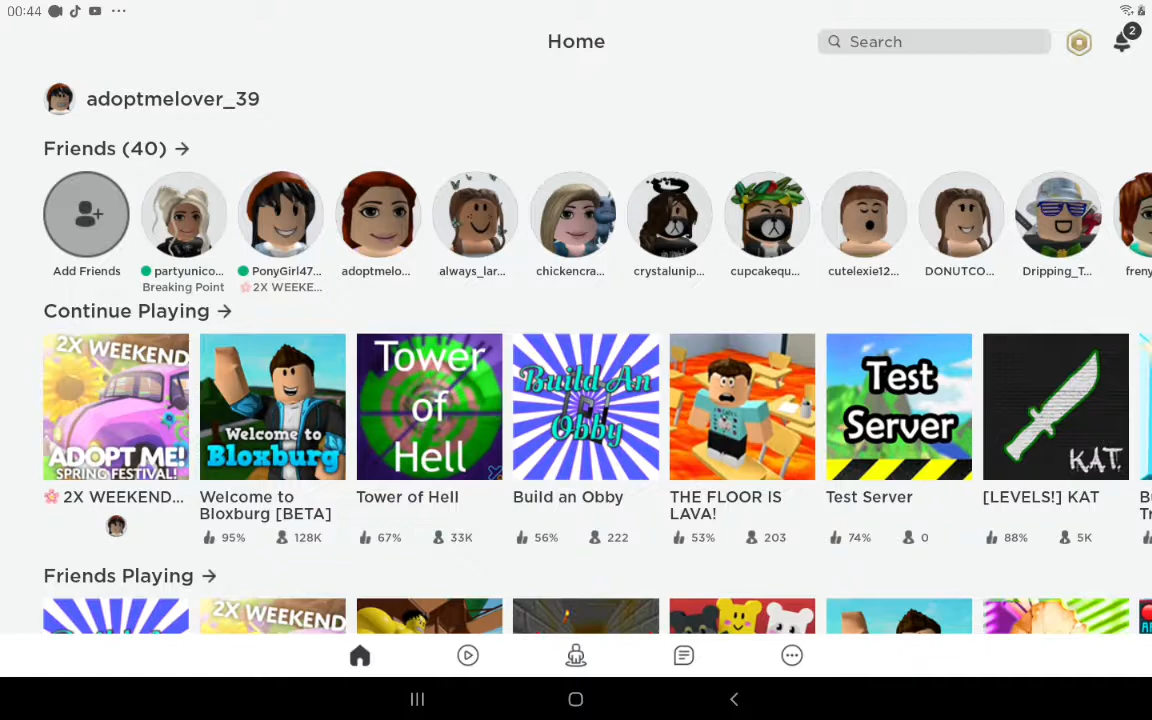 00:44
Home
Search
2
adoptmelover_39
Friends (40) →
Add Friends
partyunico...
Breaking Point
PonyGirl47...
🌸2X WEEKE...
adoptmelo...
always_lar...
chickencra...
crystalunip...
cupcakequ...
cutelexie12...
DONUTCO...
Dripping_T...
freny
Continue Playing →
2X WEEKEND
ADOPT ME!
SPRING FESTIVAL!
Welcome to
Bloxburg
Tower
of
Hell
Build An
Obby
Test
Server
KAT.
🌸 2X WEEKEND...
Welcome to
Bloxburg [BETA]
95% 128K
Tower of Hell
67% 33K
Build an Obby
56% 222
THE FLOOR IS
LAVA!
53% 203
Test Server
74% 0
[LEVELS!] KAT
88% 5K
Friends Playing →
2X WEEKEND